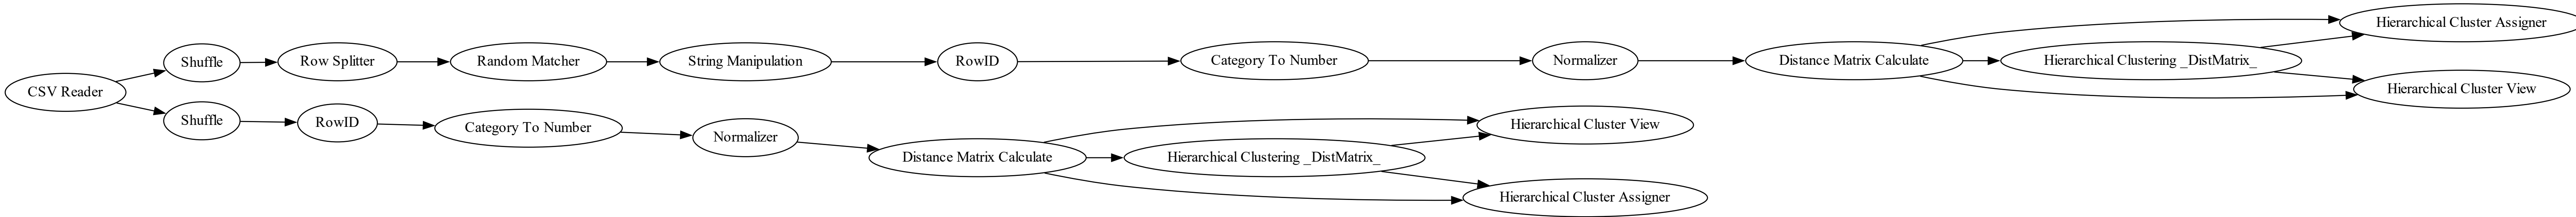 CSV Reader
Shuffle
Row Splitter
Random Matcher
String Manipulation
RowID
Category To Number
Normalizer
Distance Matrix Calculate
Hierarchical Clustering _DistMatrix_
Hierarchical Cluster Assigner
Hierarchical Cluster View
Shuffle
RowID
Category To Number
Normalizer
Distance Matrix Calculate
Hierarchical Clustering _DistMatrix_
Hierarchical Cluster View
Hierarchical Cluster Assigner